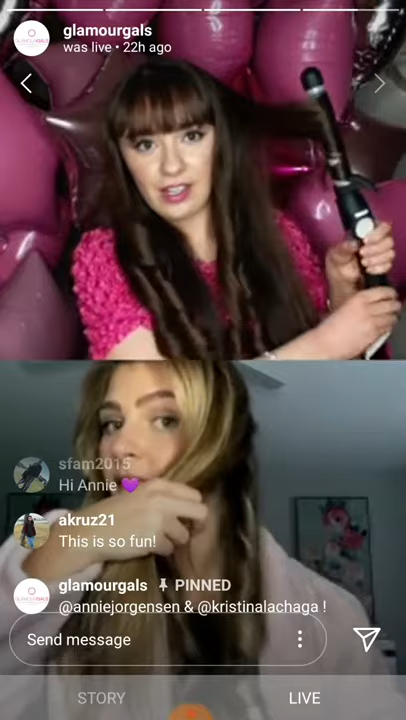 glamourgals
was live • 22h ago
sfam2015
Hi Annie 💜
akruz21
This is so fun!
glamourgals PINNED
@anniejorgensen & @kristinalachaga !
Send message
STORY LIVE